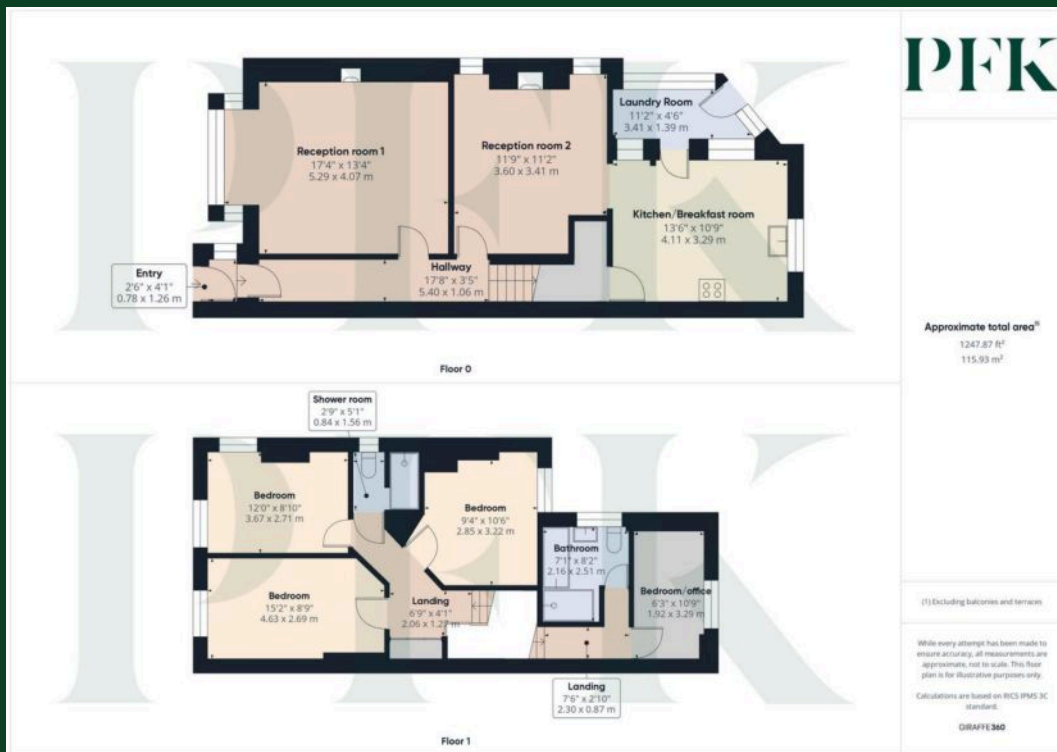 PFK
Reception room 1
17'4" x 13'4"
5.29 x 4.07 m
Reception room 2
11'9" x 11'2"
3.60 x 3.41 m
Laundry Room
11'2" x 4'6"
3.41 x 1.39 m
Kitchen/Breakfast room
13'6" x 10'9"
4.11 x 3.29 m
Entry
2'6" x 4'1"
0.78 x 1.26 m
Hallway
17'8" x 3'5"
5.40 x 1.06 m
Floor 0
PFK
Approximate total area(1)
1247.87 ft²
115.93 m²
Shower room
2'9" x 5'1"
0.84 x 1.56 m
Bedroom
12'0" x 8'10"
3.67 x 2.71 m
Bedroom
9'4" x 10'6"
2.85 x 3.22 m
Bathroom
7'1" x 8'2"
2.16 x 2.51 m
Bedroom/office
6'3" x 10'9"
1.92 x 3.29 m
Bedroom
15'2" x 8'9"
4.63 x 2.69 m
Landing
6'9" x 4'1"
2.06 x 1.27 m
Landing
7'6" x 2'10"
2.30 x 0.87 m
Floor 1
PFK
(1) Excluding balconies and terraces
While every attempt has been made to
ensure accuracy, all measurements are
approximate, not to scale. This floor
plan is for illustrative purposes only.
Calculations are based on RICS IPMS 3C
standard.
GIRAFFE360